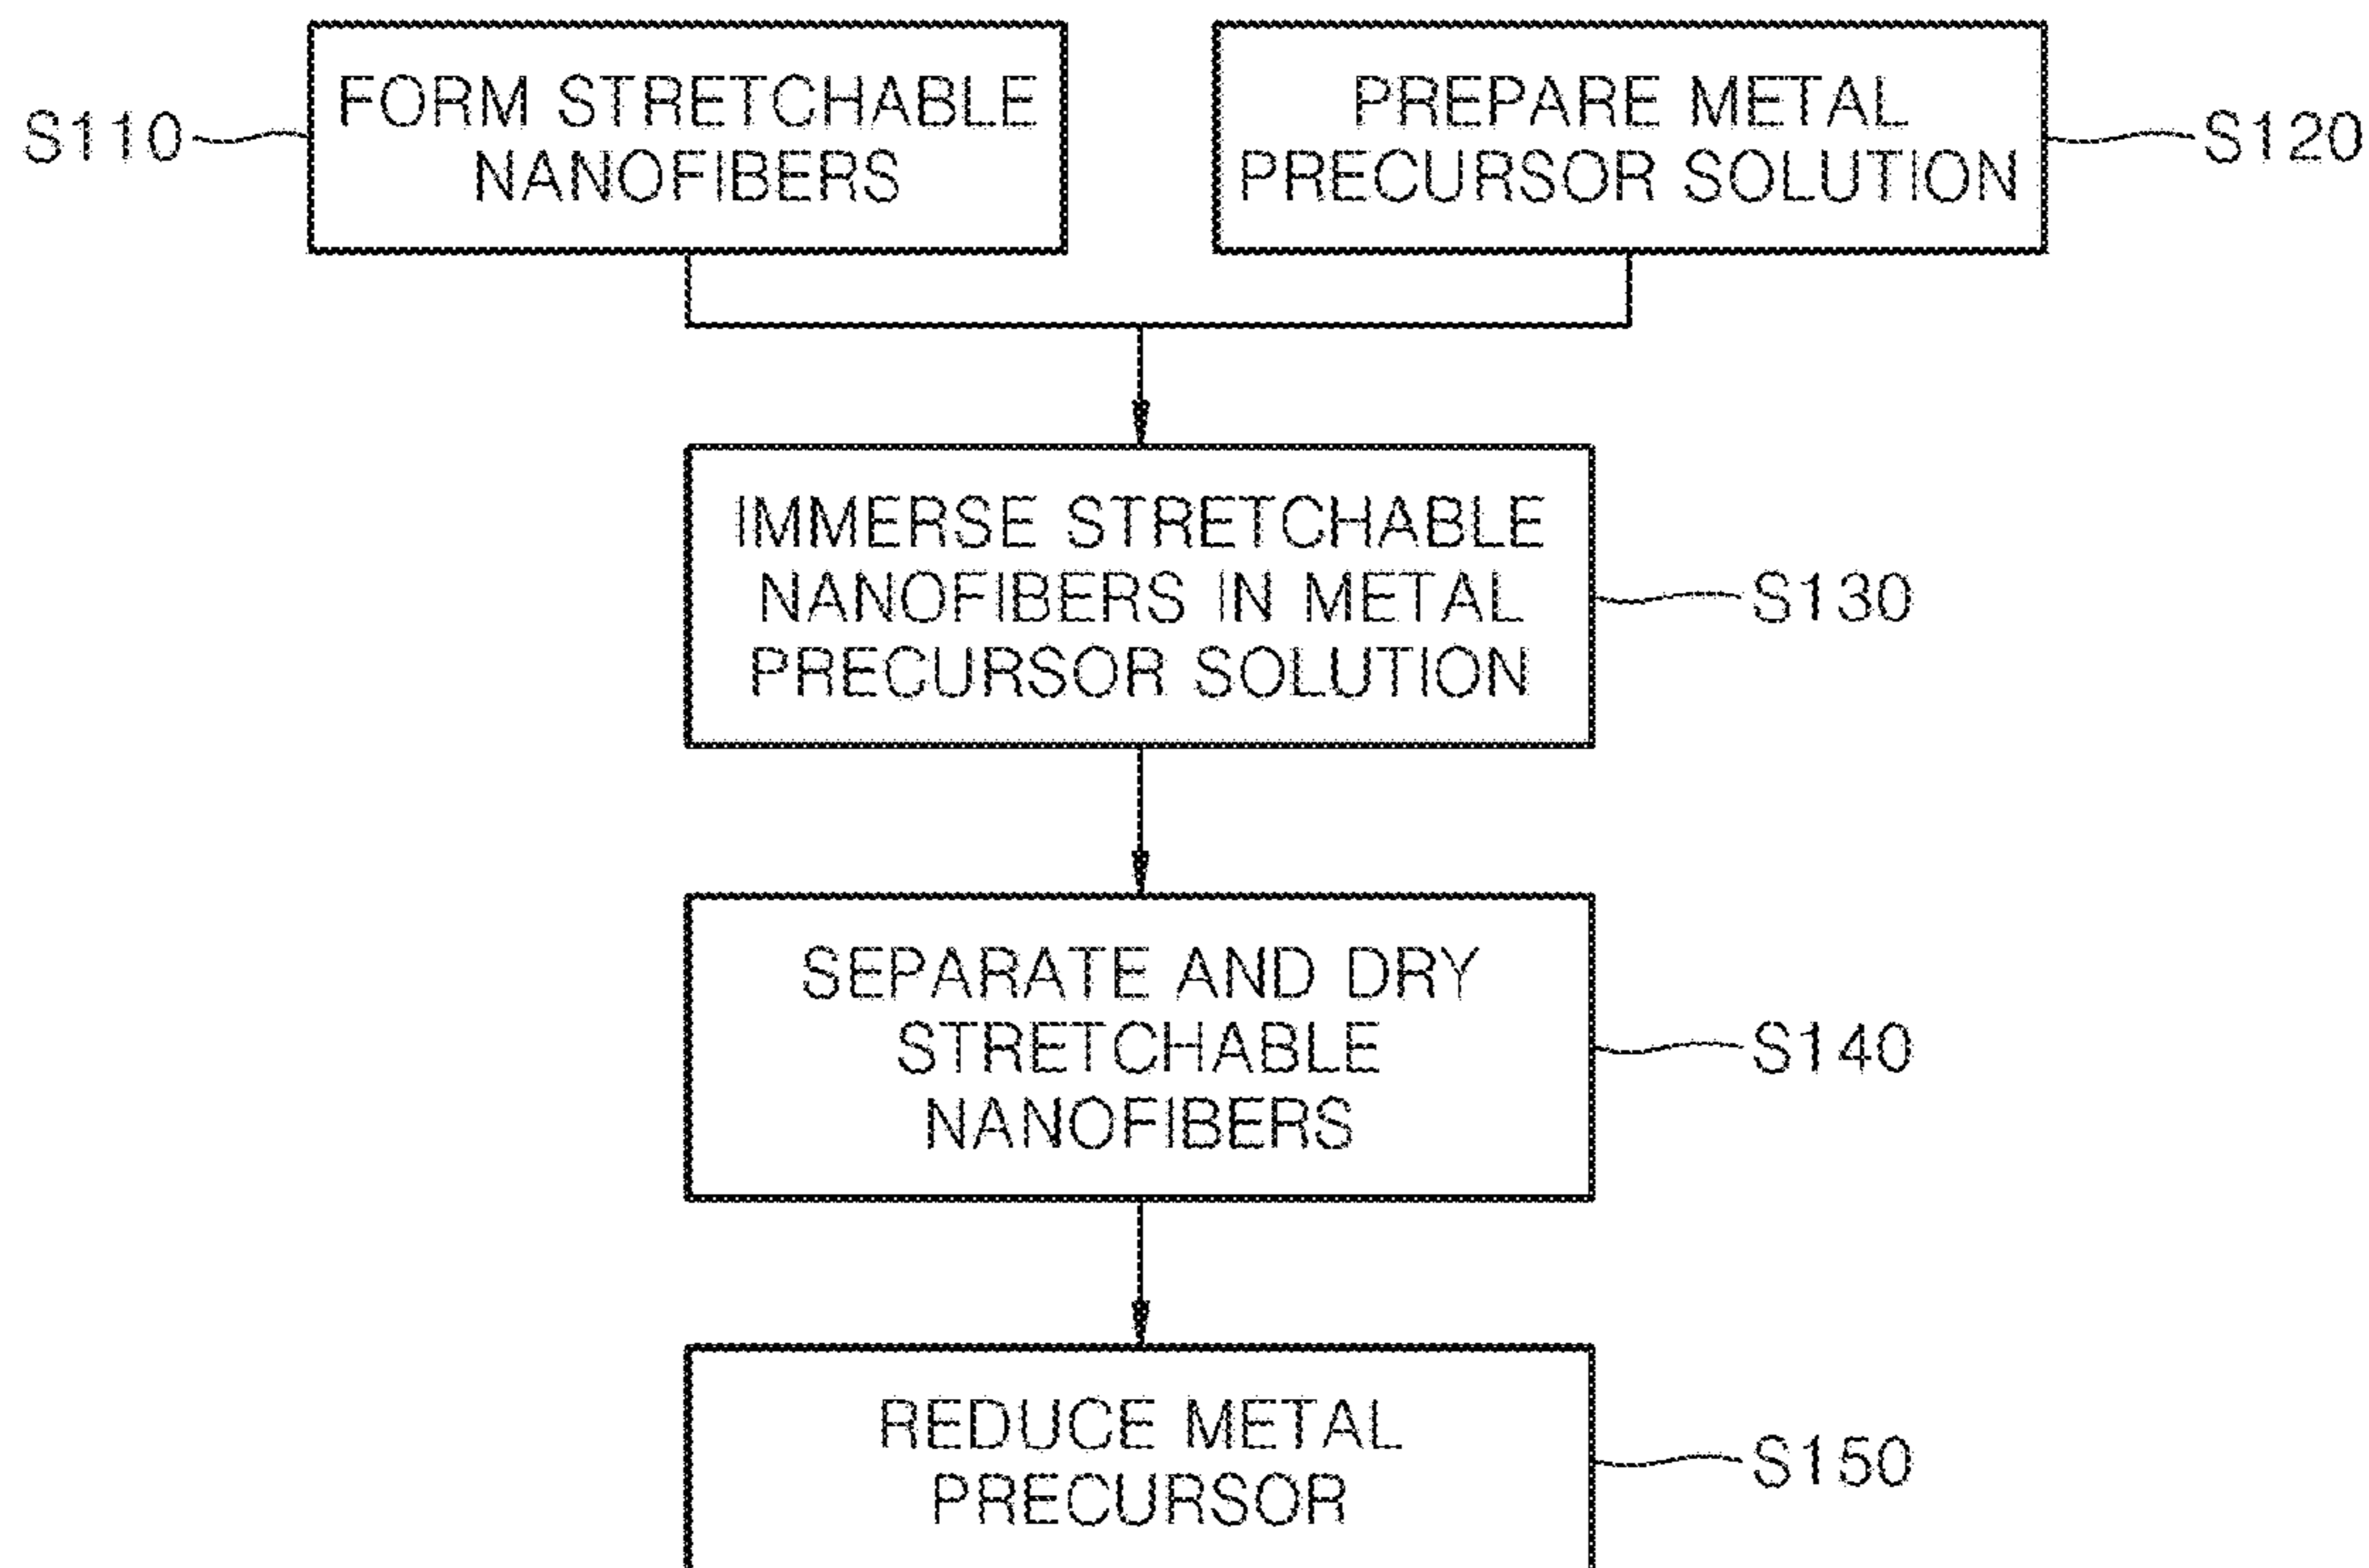 FORM STRETCHABLE
NANOFIBERS
S110
PREPARE METAL
PRECURSOR SOLUTION
S120
IMMERSE STRETCHABLE
NANOFIBERS IN METAL
PRECURSOR SOLUTION
S130
SEPARATE AND DRY
STRETCHABLE
NANOFIBERS
S140
REDUCE METAL
PRECURSOR
S150